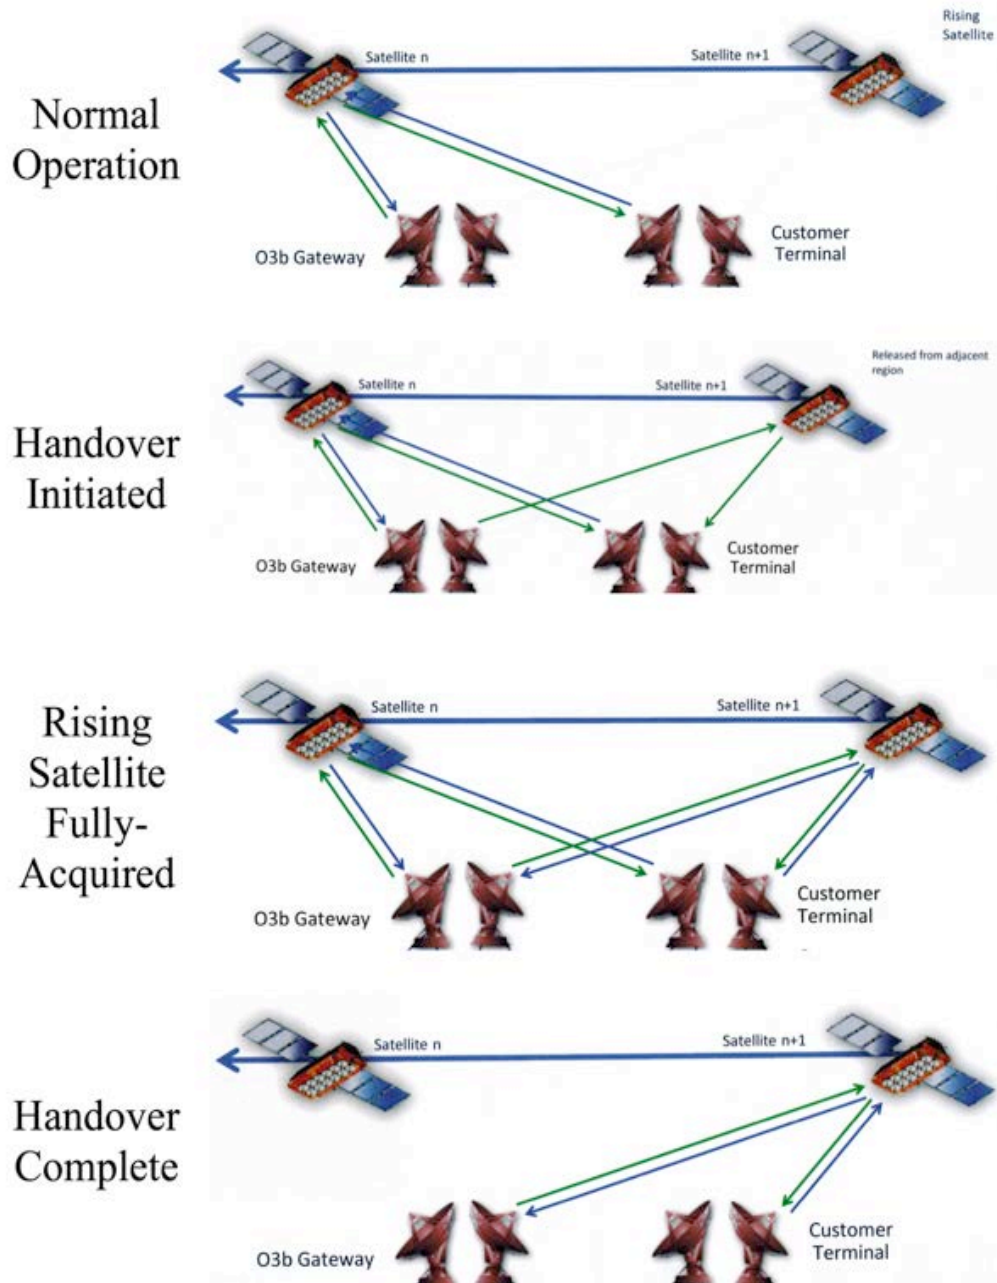 Rising
Satellite
Satellite n
Satellite n+1
Normal
Operation
O3b Gateway
Customer
Terminal
Released from adjacent
region
Satellite n
Satellite n+1
Handover
Initiated
O3b Gateway
Customer
Terminal
Satellite n
Satellite n+1
Rising
Satellite
Fully-
Acquired
O3b Gateway
Customer
Terminal
Satellite n
Satellite n+1
Handover
Complete
O3b Gateway
Customer
Terminal